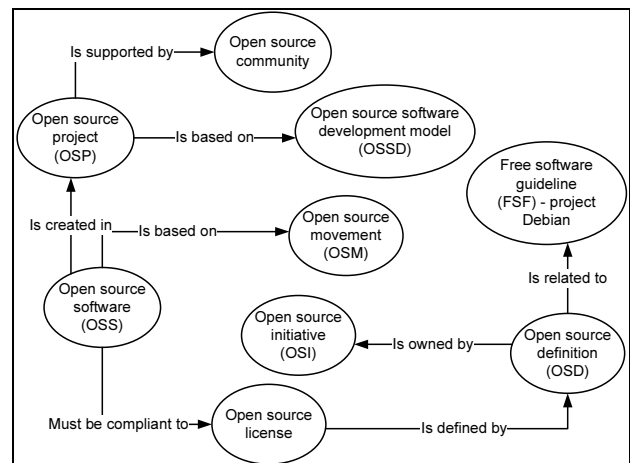 Open source
community
Is supported by
Open source
project
(OSP)
Is based on
Open source software
development model
(OSSD)
Free software
guideline
(FSF) - project
Debian
Is created in
Is based on
Open source
movement
(OSM)
Is related to
Open source
software
(OSS)
Open source
initiative
(OSI)
Is owned by
Open source
definition
(OSD)
Must be compliant to
Open source
license
Is defined by